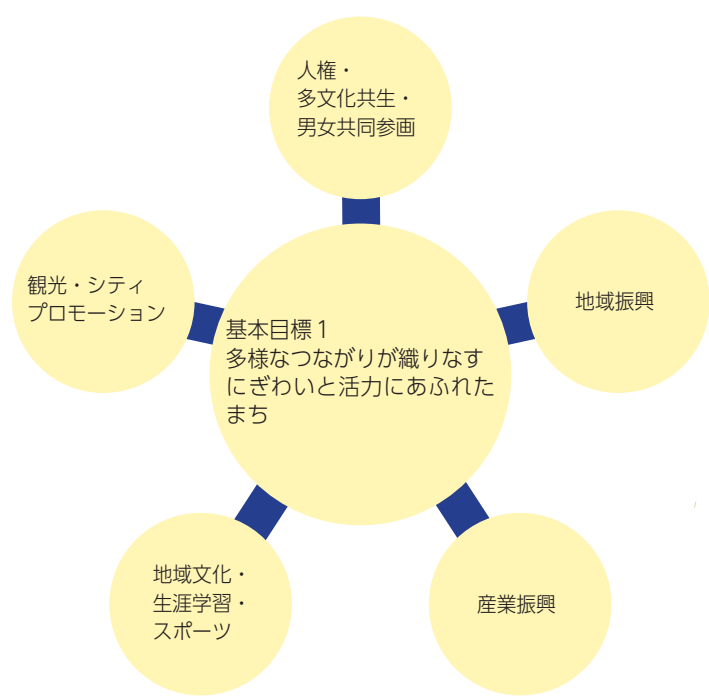 人権・
多文化共生・
男女共同参画
観光・シティ
プロモーション
地域振興
基本目標１
多様なつながりが織りなす
にぎわいと活力にあふれた
まち
地域文化・
生涯学習・
スポーツ
産業振興